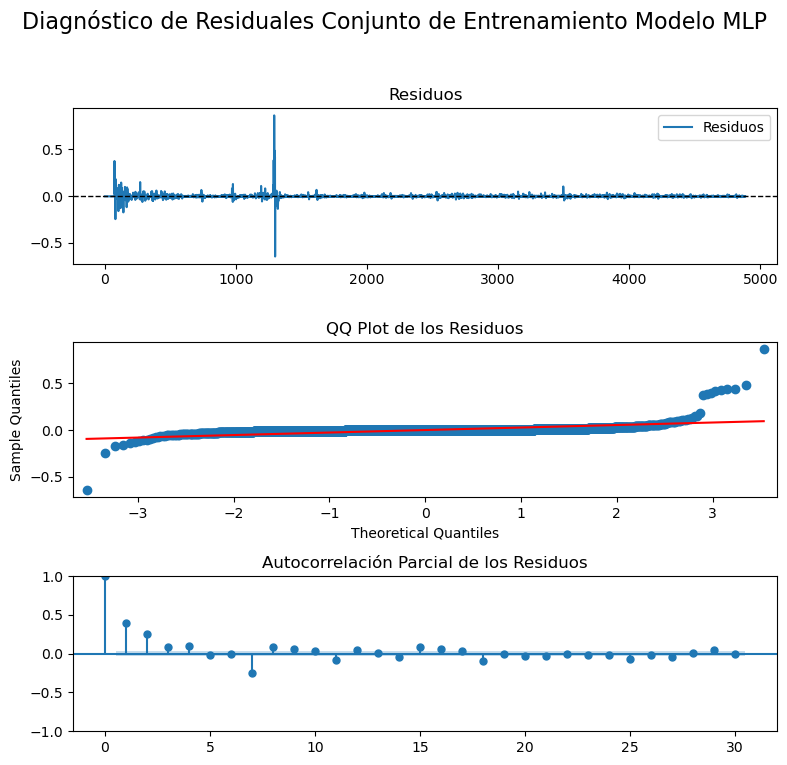 Diagnóstico de Residuales Conjunto de Entrenamiento Modelo MLP
Residuos
Residuos
0.5
0.0
−0.5
0 1000 2000 3000 4000 5000
QQ Plot de los Residuos
Sample Quantiles
0.5
0.0
−0.5
−3 −2 −1 0 1 2 3
Theoretical Quantiles
Autocorrelación Parcial de los Residuos
1.0
0.5
0.0
−0.5
−1.0
0 5 10 15 20 25 30